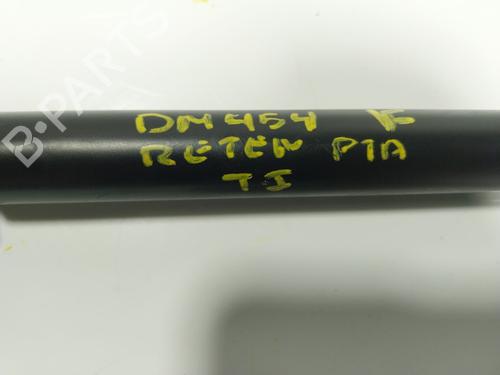 DM454
RETEN PTA
TI
B-PARTS